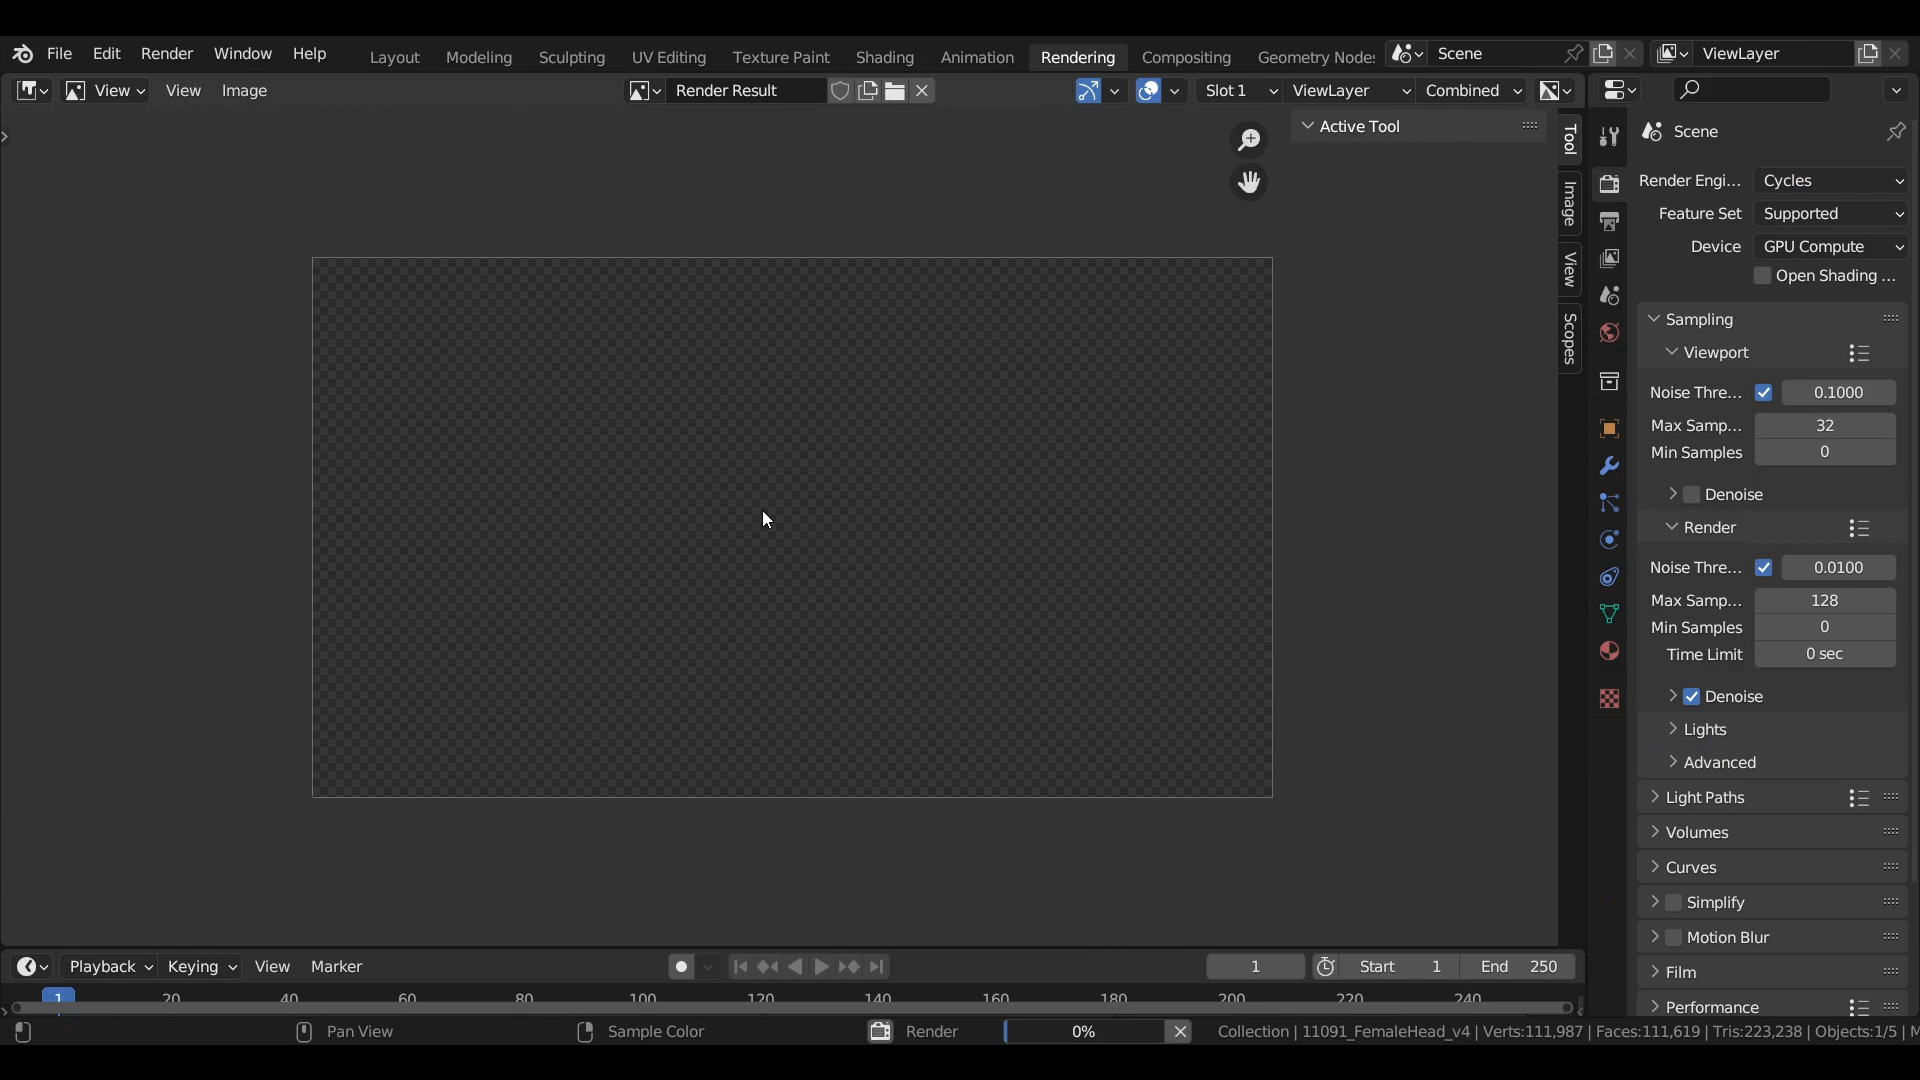 File Edit Render Window Help Layout Modeling Sculpting UV Editing Texture Paint Shading Animation Rendering Compositing Geometry Nodes Scene ViewLayer
View View Image Render Result Slot 1 ViewLayer Combined
Active Tool
Tool
Image
View
Scopes
Scene
Render Engi... Cycles
Feature Set Supported
Device GPU Compute
Open Shading ...
Sampling
Viewport
Noise Thre... 0.1000
Max Samp... 32
Min Samples 0
Denoise
Render
Noise Thre... 0.0100
Max Samp... 128
Min Samples 0
Time Limit 0 sec
Denoise
Lights
Advanced
Light Paths
Volumes
Curves
Simplify
Motion Blur
Film
Performance
Playback Keying View Marker 1 Start 1 End 250
1 20 40 60 80 100 120 140 160 180 200 220 240
Pan View Sample Color Render 0% Collection | 11091_FemaleHead_v4 | Verts:111,987 | Faces:111,619 | Tris:223,238 | Objects:1/5 | M